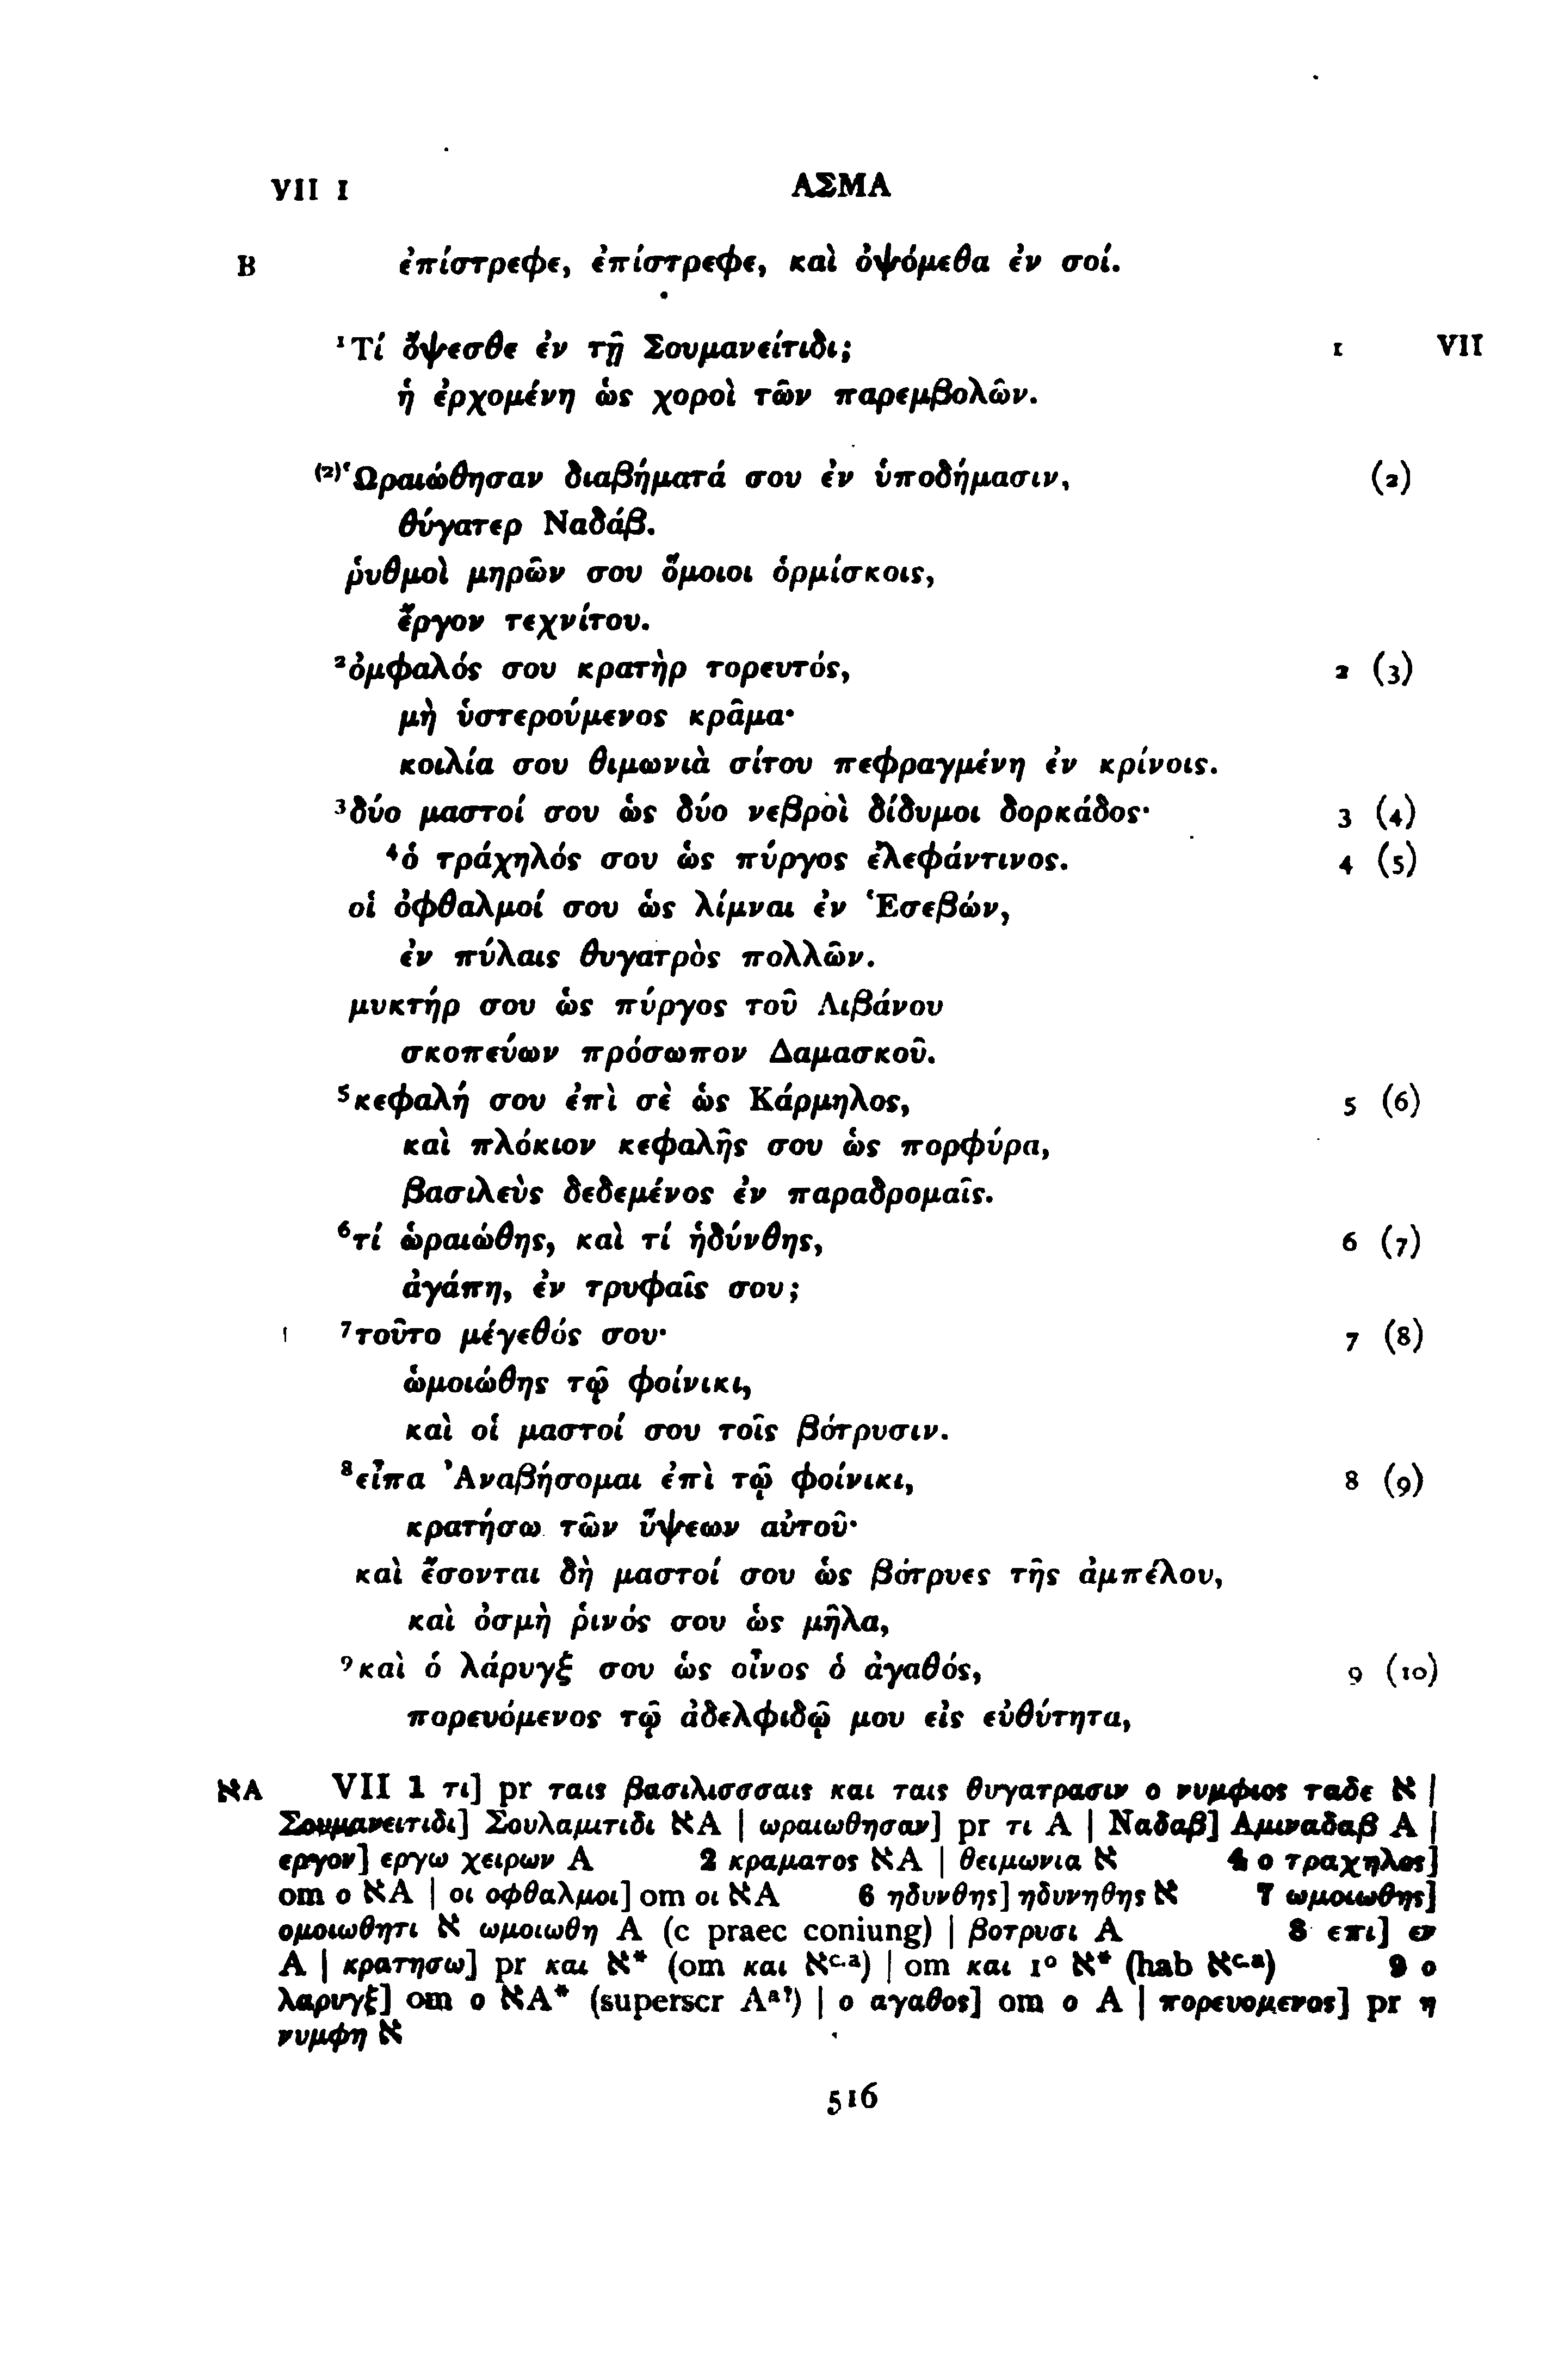 VII 1 ΑΣΜΑ
B ἐπίστρεφε, ἐπίστρεφε, καὶ ὀψόμεθα ἐν σοί.
¹Τί ὄψεσθε ἐν τῇ Σουμανείτιδι; 1 VII
ἡ ἐρχομένη ὡς χοροὶ τῶν παρεμβολῶν.
⁽²⁾Ὡραιώθησαν διαβήματά σου ἐν ὑποδήμασιν, (2)
θύγατερ Ναδάβ.
ῥυθμοὶ μηρῶν σου ὅμοιοι ὁρμίσκοις,
ἔργον τεχνίτου.
²ὀμφαλός σου κρατὴρ τορευτός, 2 (3)
μὴ ὑστερούμενος κρᾶμα·
κοιλία σου θιμωνιὰ σίτου πεφραγμένη ἐν κρίνοις.
³δύο μαστοί σου ὡς δύο νεβροὶ δίδυμοι δορκάδος· 3 (4)
⁴ὁ τράχηλός σου ὡς πύργος ἐλεφάντινος. 4 (5)
οἱ ὀφθαλμοί σου ὡς λίμναι ἐν Ἑσεβών,
ἐν πύλαις θυγατρὸς πολλῶν.
μυκτήρ σου ὡς πύργος τοῦ Λιβάνου
σκοπεύων πρόσωπον Δαμασκοῦ.
⁵κεφαλή σου ἐπὶ σὲ ὡς Κάρμηλος, 5 (6)
καὶ πλόκιον κεφαλῆς σου ὡς πορφύρα,
βασιλεὺς δεδεμένος ἐν παραδρομαῖς.
⁶τί ὡραιώθης, καὶ τί ἡδύνθης, 6 (7)
ἀγάπη, ἐν τρυφαῖς σου;
⁷τοῦτο μέγεθός σου· 7 (8)
ὡμοιώθης τῷ φοίνικι,
καὶ οἱ μαστοί σου τοῖς βότρυσιν.
⁸εἶπα Ἀναβήσομαι ἐπὶ τῷ φοίνικι, 8 (9)
κρατήσω τῶν ὕψεων αὐτοῦ·
καὶ ἔσονται δὴ μαστοί σου ὡς βότρυες τῆς ἀμπέλου,
καὶ ὀσμὴ ῥινός σου ὡς μῆλα,
⁹καὶ ὁ λάρυγξ σου ὡς οἶνος ὁ ἀγαθός, 9 (10)
πορευόμενος τῷ ἀδελφιδῷ μου εἰς εὐθύτητα,
אA VII 1 τι] pr ταις βασιλισσσαις και ταις θυγατρασιν ο νυμφιος ταδε א |
Σουμανειτιδι] Σουλαμιτιδι אA | ωραιωθησαν] pr τι A | Ναδαβ] Αμιναδαβ A |
εργον] εργω χειρων A 2 κραματος אA | θειμωνια א 4 ο τραχηλος]
om ο אA | οι οφθαλμοι] om οι אA 6 ηδυνθης] ηδυνηθης א 7 ωμοιωθης]
ομοιωθητι א ωμοιωθη A (c praec coniung) | βοτρυσι A 8 επι] εν
A | κρατησω] pr και א* (om και אc.a) | om και 1° א* (hab אc.a) 9 ο
λαρυγξ] om ο אA* (superscr Aa?) | ο αγαθος] om ο A | πορευομενος] pr η
νυμφη א
516